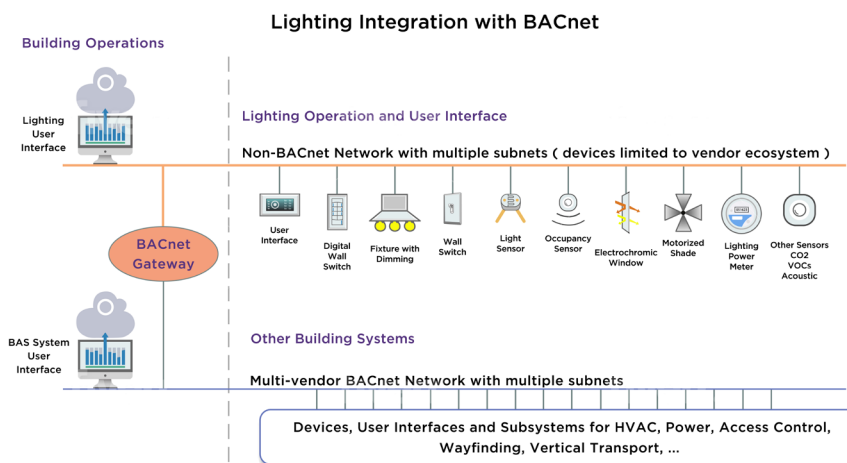 Lighting Integration with BACnet
Building Operations
Lighting
User
Interface
Lighting Operation and User Interface
Non-BACnet Network with multiple subnets ( devices limited to vendor ecosystem )
User
Interface
Digital
Wall
Switch
Fixture with
Dimming
Wall
Switch
Light
Sensor
Occupancy
Sensor
Electrochromic
Window
Motorized
Shade
Lighting
Power
Meter
Other Sensors
CO2
VOCs
Acoustic
BACnet
Gateway
BAS System
User
Interface
Other Building Systems
Multi-vendor BACnet Network with multiple subnets
Devices, User Interfaces and Subsystems for HVAC, Power, Access Control,
Wayfinding, Vertical Transport, ...